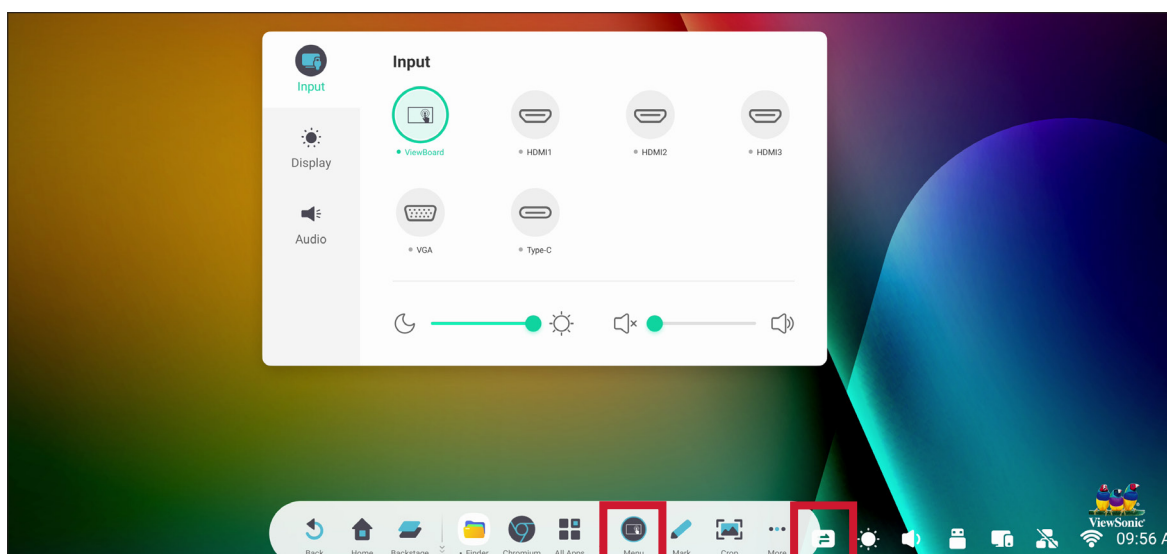 Input
Input
ViewBoard
HDMI1
HDMI2
HDMI3
Display
Audio
VGA
Type-C
ViewSonic
09:56 A
Back
Home
Backstage
Finder
Chromium
All Apps
Menu
Mark
Crop
More